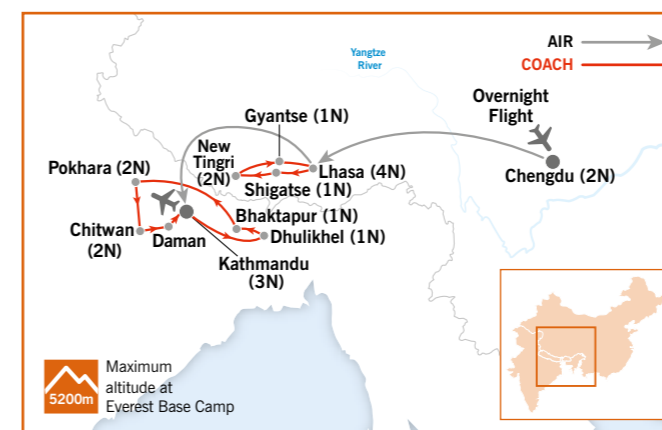 AIR
COACH
Yangtze
River
Overnight
Flight
Gyantse (1N)
New
Tingri
(2N)
Lhasa (4N)
Chengdu (2N)
Shigatse (1N)
Pokhara (2N)
Bhaktapur (1N)
Chitwan
(2N)
Daman
Dhulikhel (1N)
Kathmandu
(3N)
5200m
Maximum
altitude at
Everest Base Camp